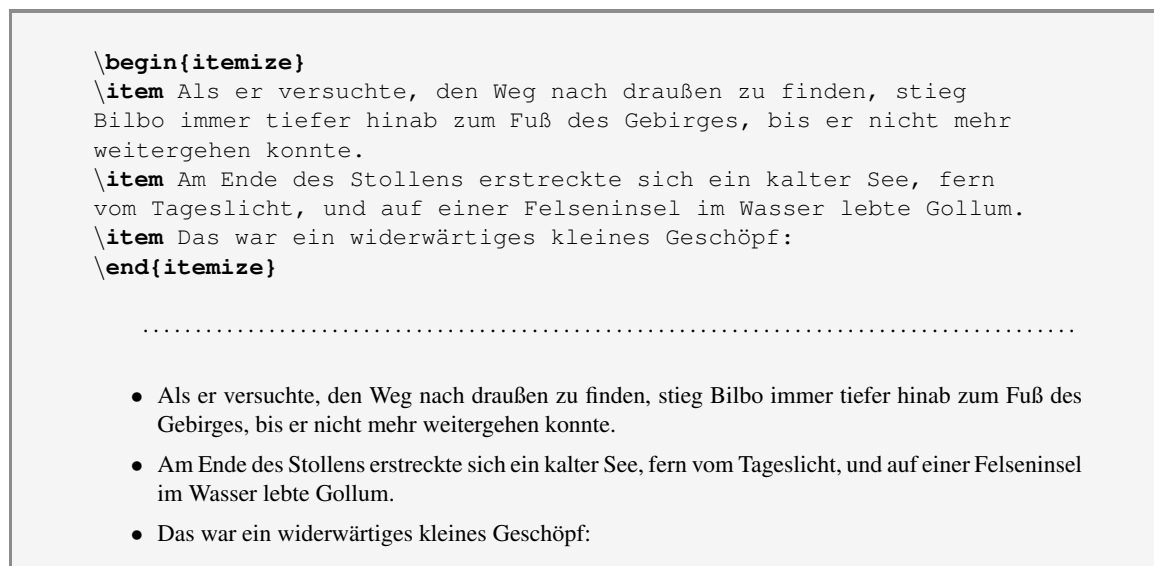 \begin{itemize}
\item Als er versuchte, den Weg nach draußen zu finden, stieg
Bilbo immer tiefer hinab zum Fuß des Gebirges, bis er nicht mehr
weitergehen konnte.
\item Am Ende des Stollens erstreckte sich ein kalter See, fern
vom Tageslicht, und auf einer Felseninsel im Wasser lebte Gollum.
\item Das war ein widerwärtiges kleines Geschöpf:
\end{itemize}
• Als er versuchte, den Weg nach draußen zu finden, stieg Bilbo immer tiefer hinab zum Fuß des
Gebirges, bis er nicht mehr weitergehen konnte.
• Am Ende des Stollens erstreckte sich ein kalter See, fern vom Tageslicht, und auf einer Felseninsel
im Wasser lebte Gollum.
• Das war ein widerwärtiges kleines Geschöpf: